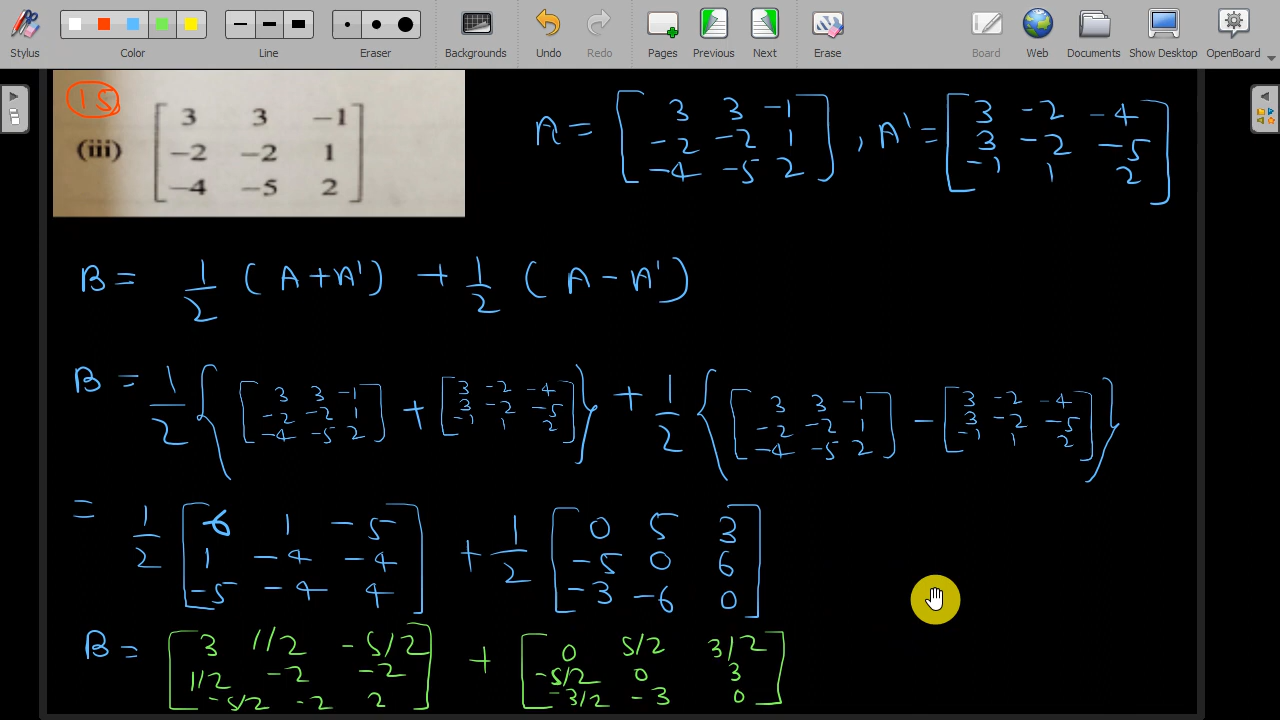 Stylus Color Line Eraser Backgrounds Undo Redo Pages Previous Next Erase Board Web Documents Show Desktop OpenBoard
15
(iii)
3 3 −1
−2 −2 1
−4 −5 2
A = [3 3 -1
-2 -2 1
-4 -5 2] , A' = [3 -2 -4
3 -2 -5
-1 1 2]
B = 1/2 (A + A') + 1/2 (A - A')
B = 1/2 { [3 3 -1
-2 -2 1
-4 -5 2] + [3 -2 -4
3 -2 -5
-1 1 2] } + 1/2 { [3 3 -1
-2 -2 1
-4 -5 2] - [3 -2 -4
3 -2 -5
-1 1 2] }
= 1/2 [6 1 -5
1 -4 -4
-5 -4 4] + 1/2 [0 5 3
-5 0 6
-3 -6 0]
B = [3 1/2 -5/2
1/2 -2 -2
-5/2 -2 2] + [0 5/2 3/2
-5/2 0 3
-3/2 -3 0]